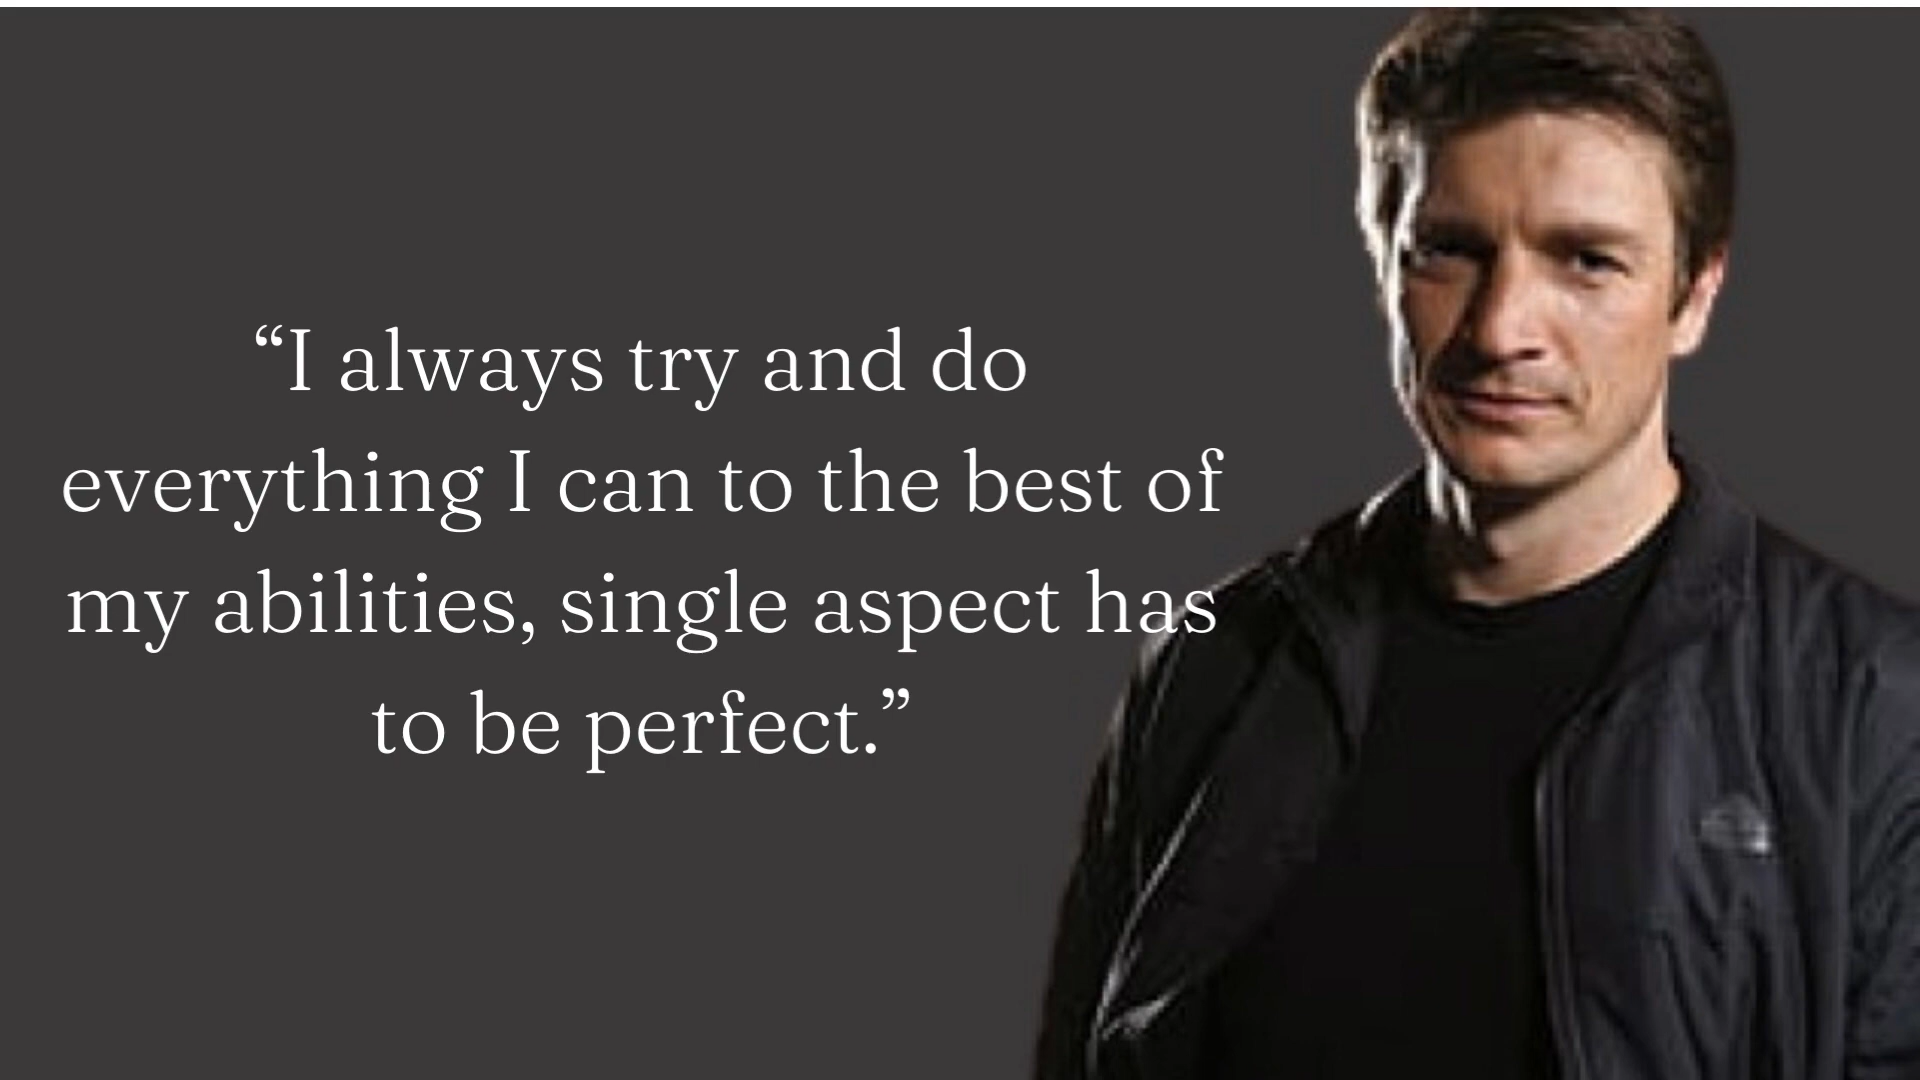 “I always try and do
everything I can to the best of
my abilities, single aspect has
to be perfect.”